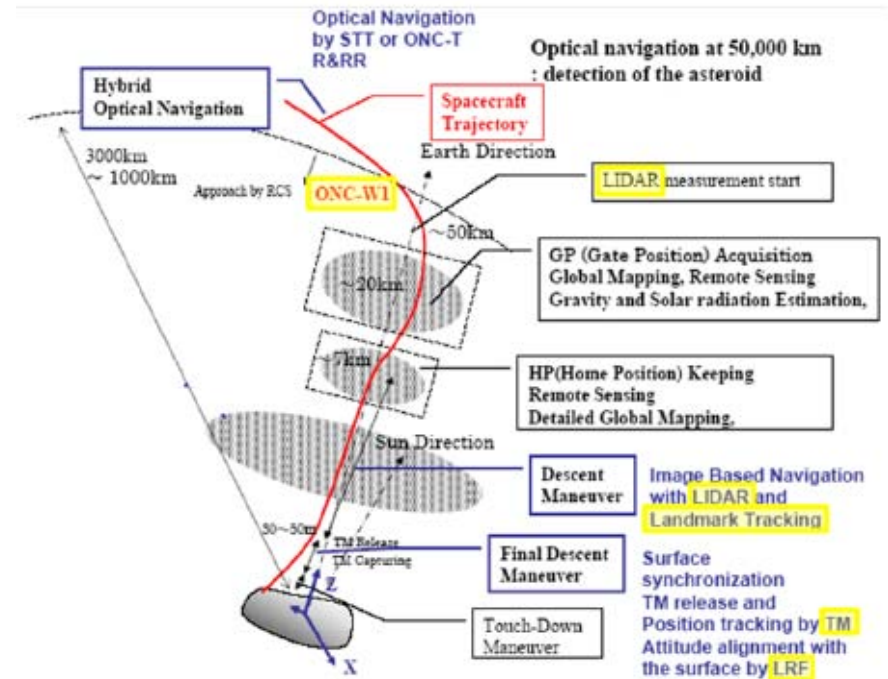 Optical Navigation
by STT or ONC-T
R&RR
Optical navigation at 50,000 km
: detection of the asteroid
Hybrid
Optical Navigation
Spacecraft
Trajectory
3000km
~ 1000km
Earth Direction
Approach by RCS
ONC-W1
LIDAR measurement start
~50km
GP (Gate Position) Acquisition
Global Mapping, Remote Sensing
Gravity and Solar radiation Estimation,
~20km
~7km
HP(Home Position) Keeping
Remote Sensing
Detailed Global Mapping,
Sun Direction
Descent
Maneuver
Image Based Navigation
with LIDAR and
Landmark Tracking
30~50m
TM Release
TM Capturing
Final Descent
Maneuver
Surface
synchronization
TM release and
Position tracking by TM
Attitude alignment with
the surface by LRF
Z
Touch-Down
Maneuver
X